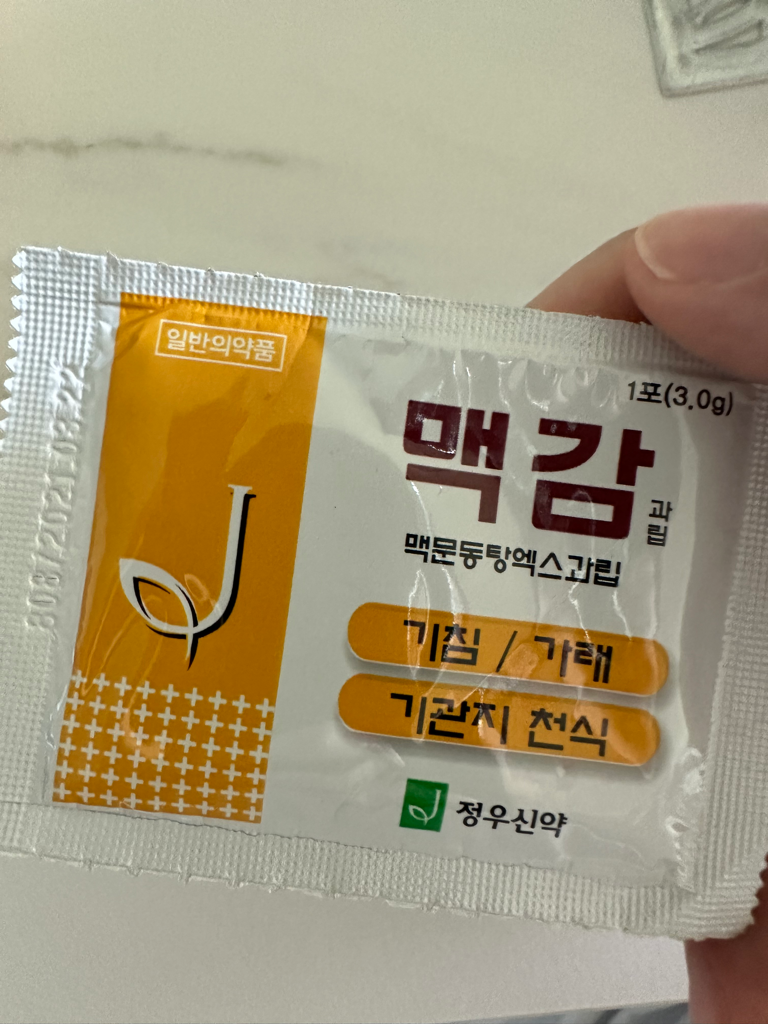 일반의약품
1포(3.0g)
맥감
과립
맥문동탕엑스과립
기침 / 가래
기관지 천식
정우신약